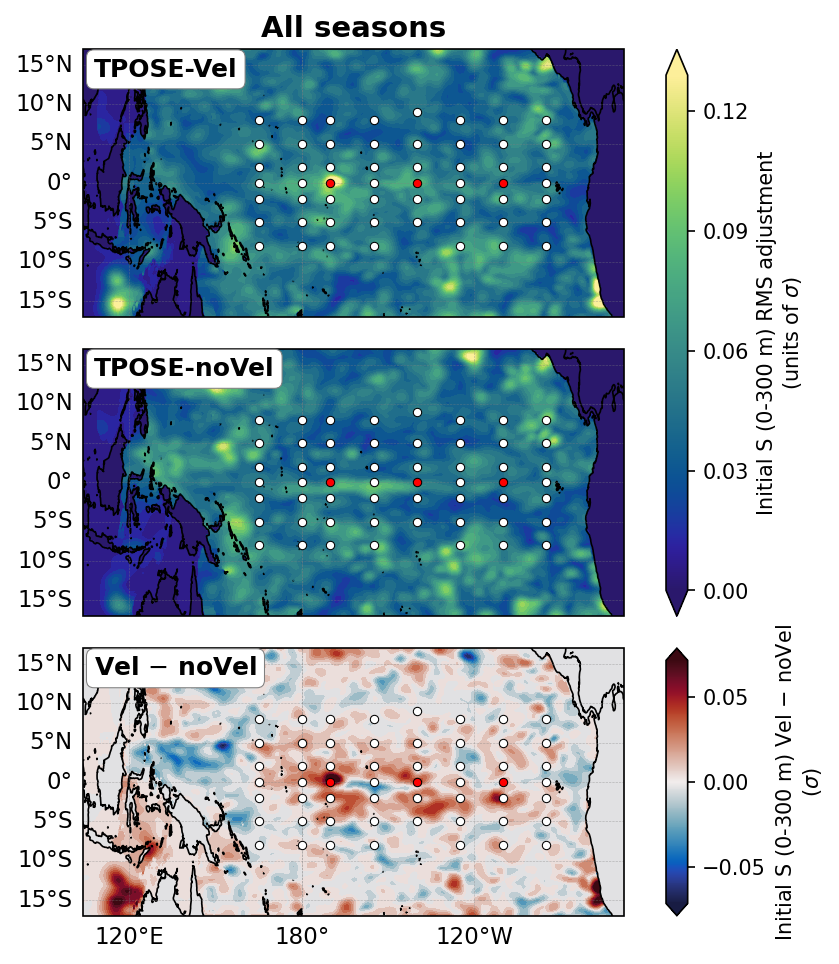 All seasons
TPOSE-Vel
15°N
10°N
5°N
0°
5°S
10°S
15°S
TPOSE-noVel
15°N
10°N
5°N
0°
5°S
10°S
15°S
Vel − noVel
15°N
10°N
5°N
0°
5°S
10°S
15°S
120°E
180°
120°W
0.12
0.09
0.06
0.03
0.00
Initial S (0-300 m) RMS adjustment
(units of σ)
0.05
0.00
−0.05
Initial S (0-300 m) Vel − noVel
(σ)